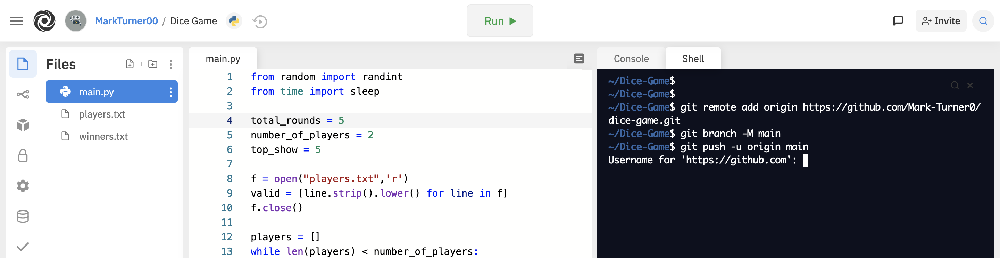 MarkTurner00 / Dice Game
Run
Invite
Files
main.py
players.txt
winners.txt
main.py
1 from random import randint
2 from time import sleep
3
4 total_rounds = 5
5 number_of_players = 2
6 top_show = 5
7
8 f = open("players.txt",'r')
9 valid = [line.strip().lower() for line in f]
10 f.close()
11
12 players = []
13 while len(players) < number_of_players:
Console
Shell
~/Dice-Game$
~/Dice-Game$
~/Dice-Game$ git remote add origin https://github.com/Mark-Turner0/
dice-game.git
~/Dice-Game$ git branch -M main
~/Dice-Game$ git push -u origin main
Username for 'https://github.com':